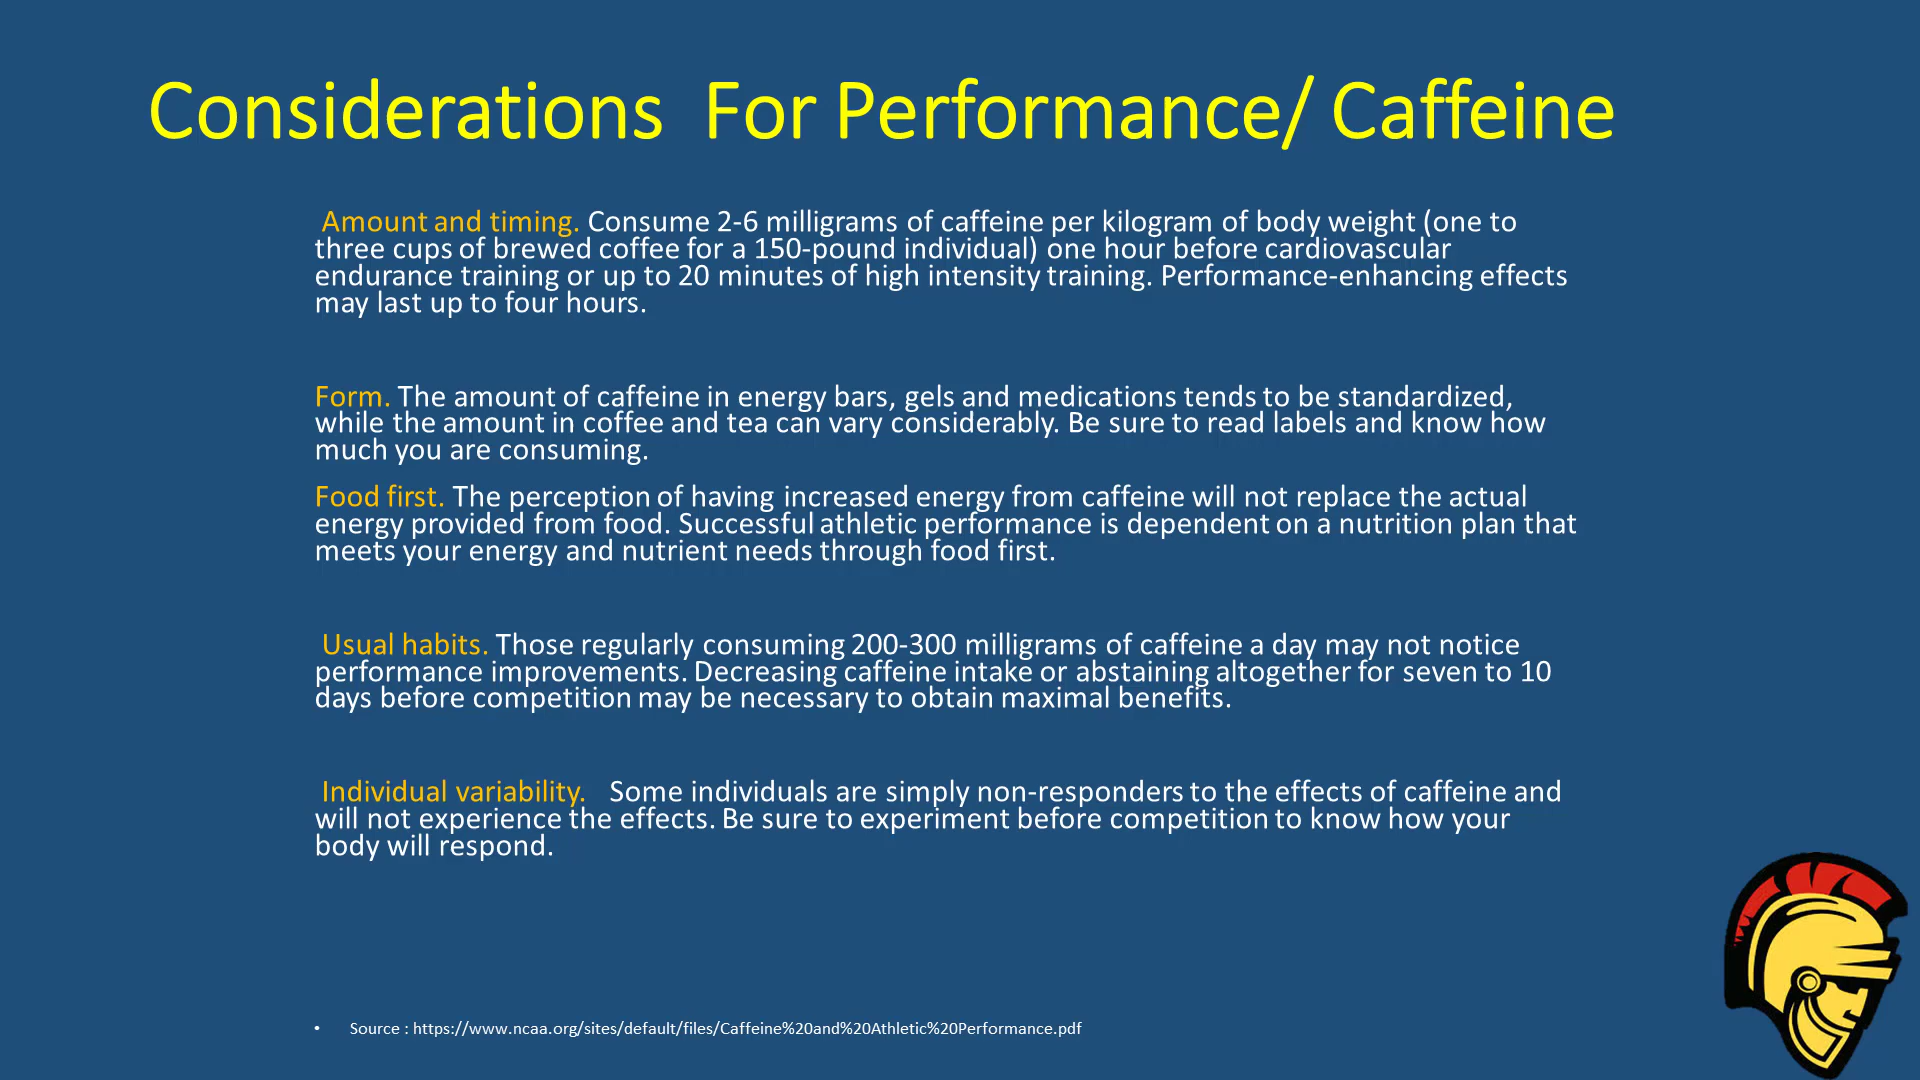 Considerations  For Performance/ Caffeine
Amount and timing. Consume 2-6 milligrams of caffeine per kilogram of body weight (one to
three cups of brewed coffee for a 150-pound individual) one hour before cardiovascular
endurance training or up to 20 minutes of high intensity training. Performance-enhancing effects
may last up to four hours.
Form. The amount of caffeine in energy bars, gels and medications tends to be standardized,
while the amount in coffee and tea can vary considerably. Be sure to read labels and know how
much you are consuming.
Food first. The perception of having increased energy from caffeine will not replace the actual
energy provided from food. Successful athletic performance is dependent on a nutrition plan that
meets your energy and nutrient needs through food first.
Usual habits. Those regularly consuming 200-300 milligrams of caffeine a day may not notice
performance improvements. Decreasing caffeine intake or abstaining altogether for seven to 10
days before competition may be necessary to obtain maximal benefits.
Individual variability.   Some individuals are simply non-responders to the effects of caffeine and
will not experience the effects. Be sure to experiment before competition to know how your
body will respond.
• Source : https://www.ncaa.org/sites/default/files/Caffeine%20and%20Athletic%20Performance.pdf